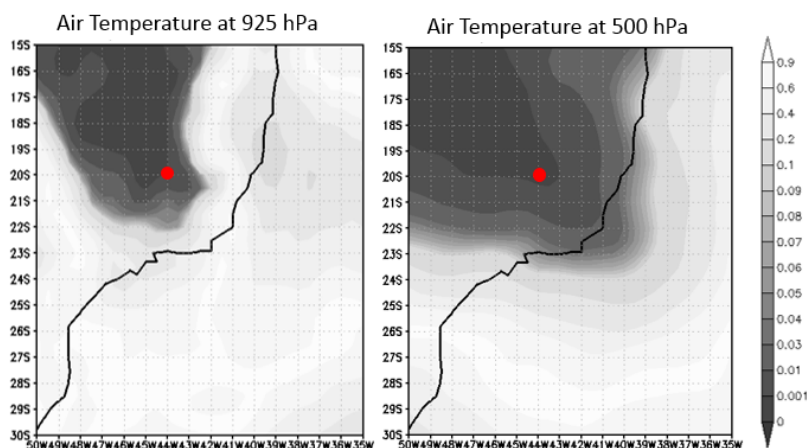 Air Temperature at 925 hPa
Air Temperature at 500 hPa
15S
16S
17S
18S
19S
20S
21S
22S
23S
24S
25S
26S
27S
28S
29S
30S
50W49W48W47W46W45W44W43W42W41W40W39W38W37W36W35W
15S
16S
17S
18S
19S
20S
21S
22S
23S
24S
25S
26S
27S
28S
29S
30S
50W49W48W47W46W45W44W43W42W41W40W39W38W37W36W35W
0.9
0.6
0.4
0.2
0.1
0.09
0.07
0.06
0.05
0.04
0.03
0.01
0.001
0